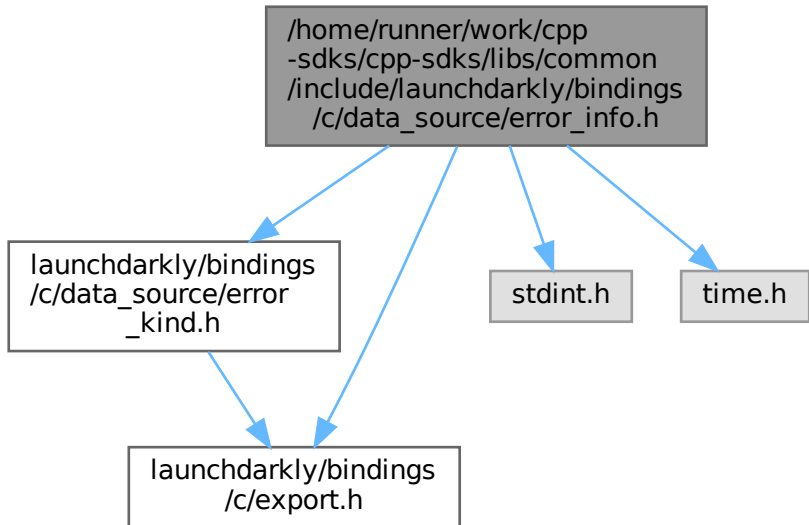 /home/runner/work/cpp
-sdks/cpp-sdks/libs/common
/include/launchdarkly/bindings
/c/data_source/error_info.h
launchdarkly/bindings
/c/data_source/error
_kind.h
stdint.h
time.h
launchdarkly/bindings
/c/export.h